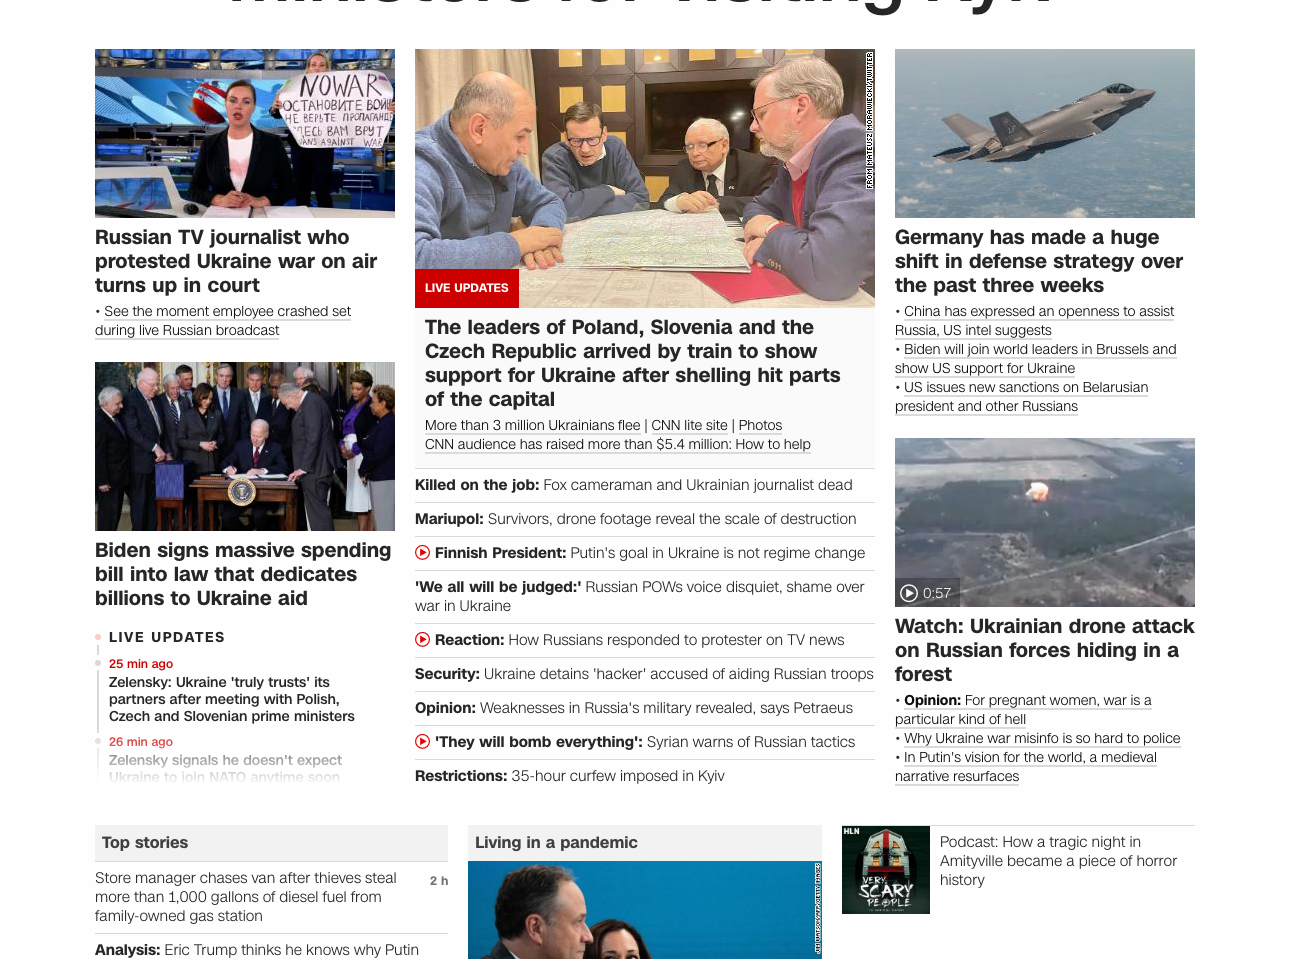 NO WAR
ОСТАНОВИТЕ ВОЙНУ
НЕ ВЕРЬТЕ ПРОПАГАНДЕ
ЗДЕСЬ ВАМ ВРУТ
AGAINST WAR
Russian TV journalist who
protested Ukraine war on air
turns up in court
• See the moment employee crashed set
during live Russian broadcast
Biden signs massive spending
bill into law that dedicates
billions to Ukraine aid
LIVE UPDATES
25 min ago
Zelensky: Ukraine 'truly trusts' its
partners after meeting with Polish,
Czech and Slovenian prime ministers
26 min ago
Zelensky signals he doesn't expect
Ukraine to join NATO anytime soon
FROM MATEUSZ MORAWIECKI/TWITTER
LIVE UPDATES
The leaders of Poland, Slovenia and the
Czech Republic arrived by train to show
support for Ukraine after shelling hit parts
of the capital
More than 3 million Ukrainians flee | CNN lite site | Photos
CNN audience has raised more than $5.4 million: How to help
Killed on the job: Fox cameraman and Ukrainian journalist dead
Mariupol: Survivors, drone footage reveal the scale of destruction
Finnish President: Putin's goal in Ukraine is not regime change
'We all will be judged:' Russian POWs voice disquiet, shame over
war in Ukraine
Reaction: How Russians responded to protester on TV news
Security: Ukraine detains 'hacker' accused of aiding Russian troops
Opinion: Weaknesses in Russia's military revealed, says Petraeus
'They will bomb everything': Syrian warns of Russian tactics
Restrictions: 35-hour curfew imposed in Kyiv
Germany has made a huge
shift in defense strategy over
the past three weeks
• China has expressed an openness to assist
Russia, US intel suggests
• Biden will join world leaders in Brussels and
show US support for Ukraine
• US issues new sanctions on Belarusian
president and other Russians
0:57
Watch: Ukrainian drone attack
on Russian forces hiding in a
forest
• Opinion: For pregnant women, war is a
particular kind of hell
• Why Ukraine war misinfo is so hard to police
• In Putin's vision for the world, a medieval
narrative resurfaces
Top stories
Store manager chases van after thieves steal
more than 1,000 gallons of diesel fuel from
family-owned gas station
2 h
Analysis: Eric Trump thinks he knows why Putin
Living in a pandemic
HLN
VERY
SCARY
PEOPLE
Podcast: How a tragic night in
Amityville became a piece of horror
history